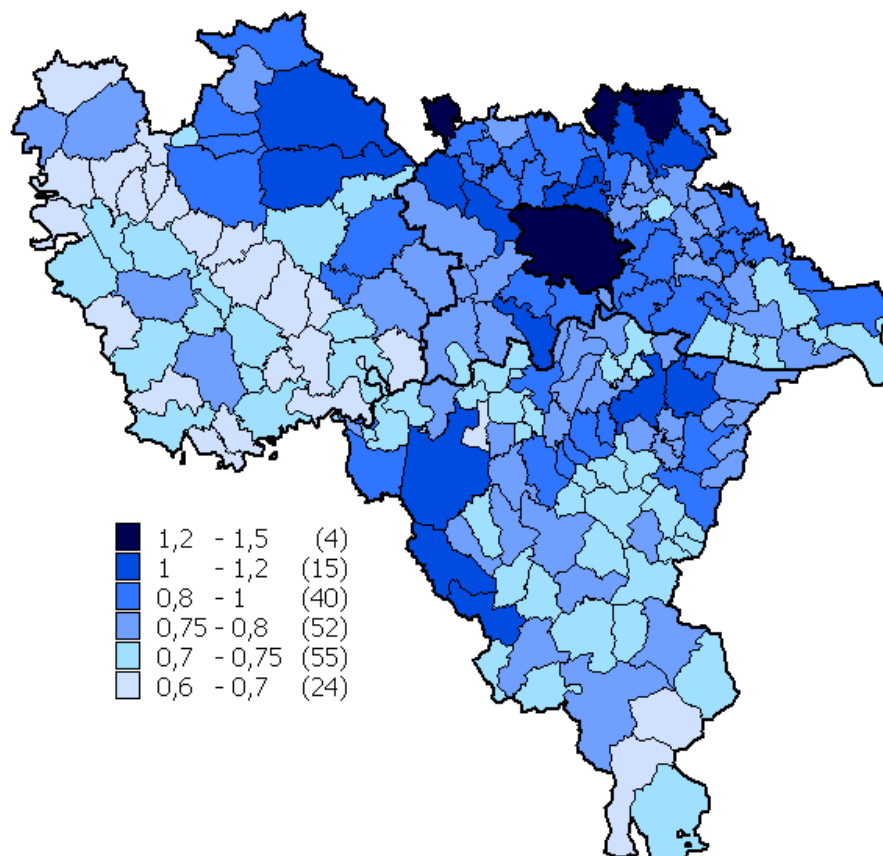 1,2 - 1,5 (4)
1 - 1,2 (15)
0,8 - 1 (40)
0,75 - 0,8 (52)
0,7 - 0,75 (55)
0,6 - 0,7 (24)